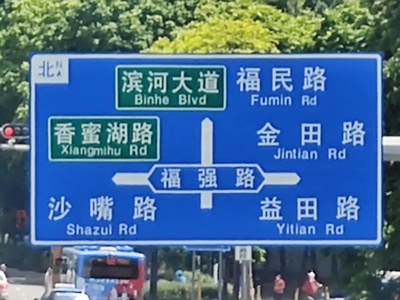 北 N
滨河大道 福民路
Binhe Blvd Fumin Rd
香蜜湖路 金田路
Xiangmihu Rd Jintian Rd
福强路
沙嘴路 益田路
Shazui Rd Yitian Rd